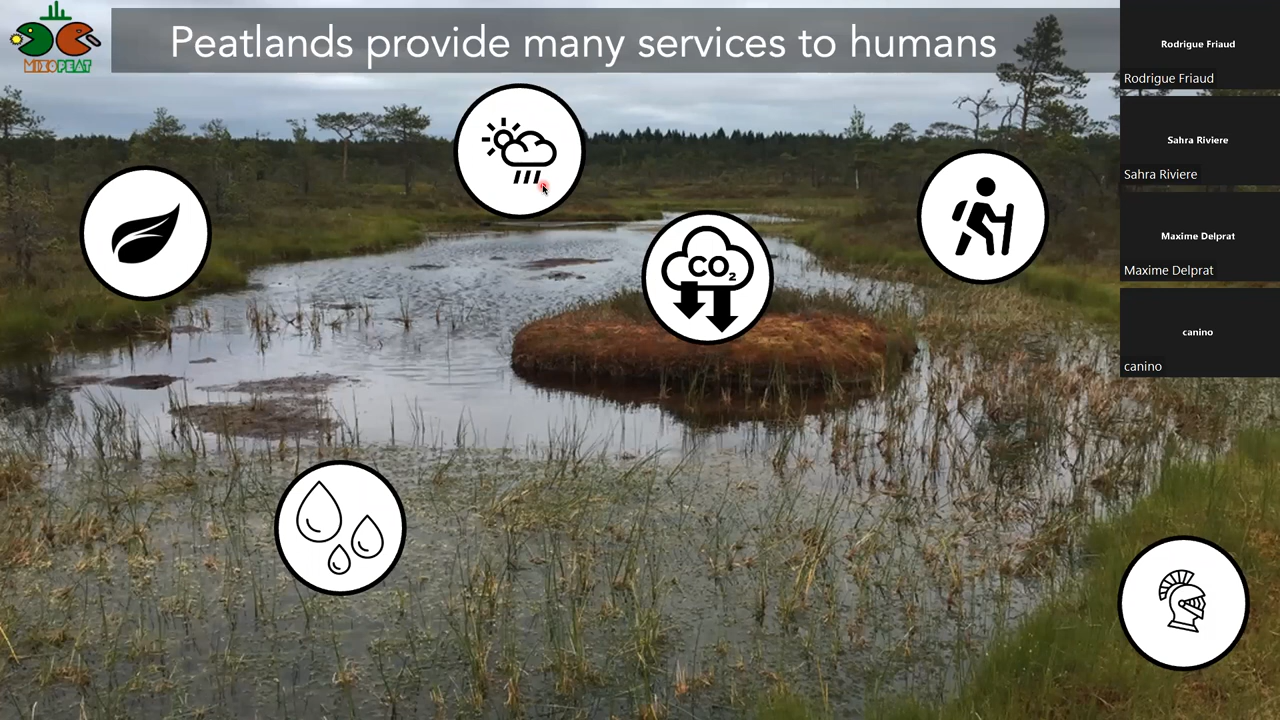 MIXOPEAT
Peatlands provide many services to humans
CO₂
Rodrigue Friaud
Rodrigue Friaud
Sahra Riviere
Sahra Riviere
Maxime Delprat
Maxime Delprat
canino
canino